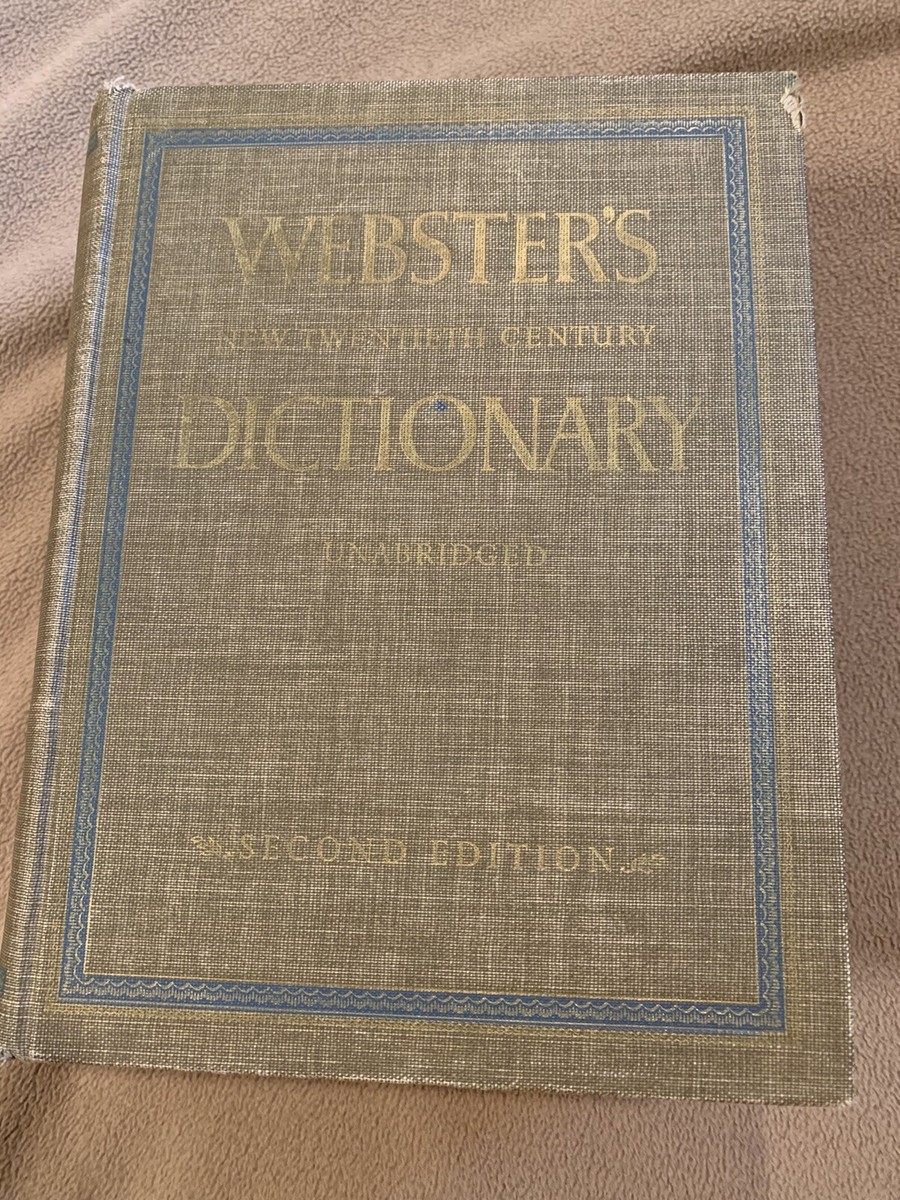 WEBSTER'S
NEW TWENTIETH CENTURY
DICTIONARY
UNABRIDGED
SECOND EDITION